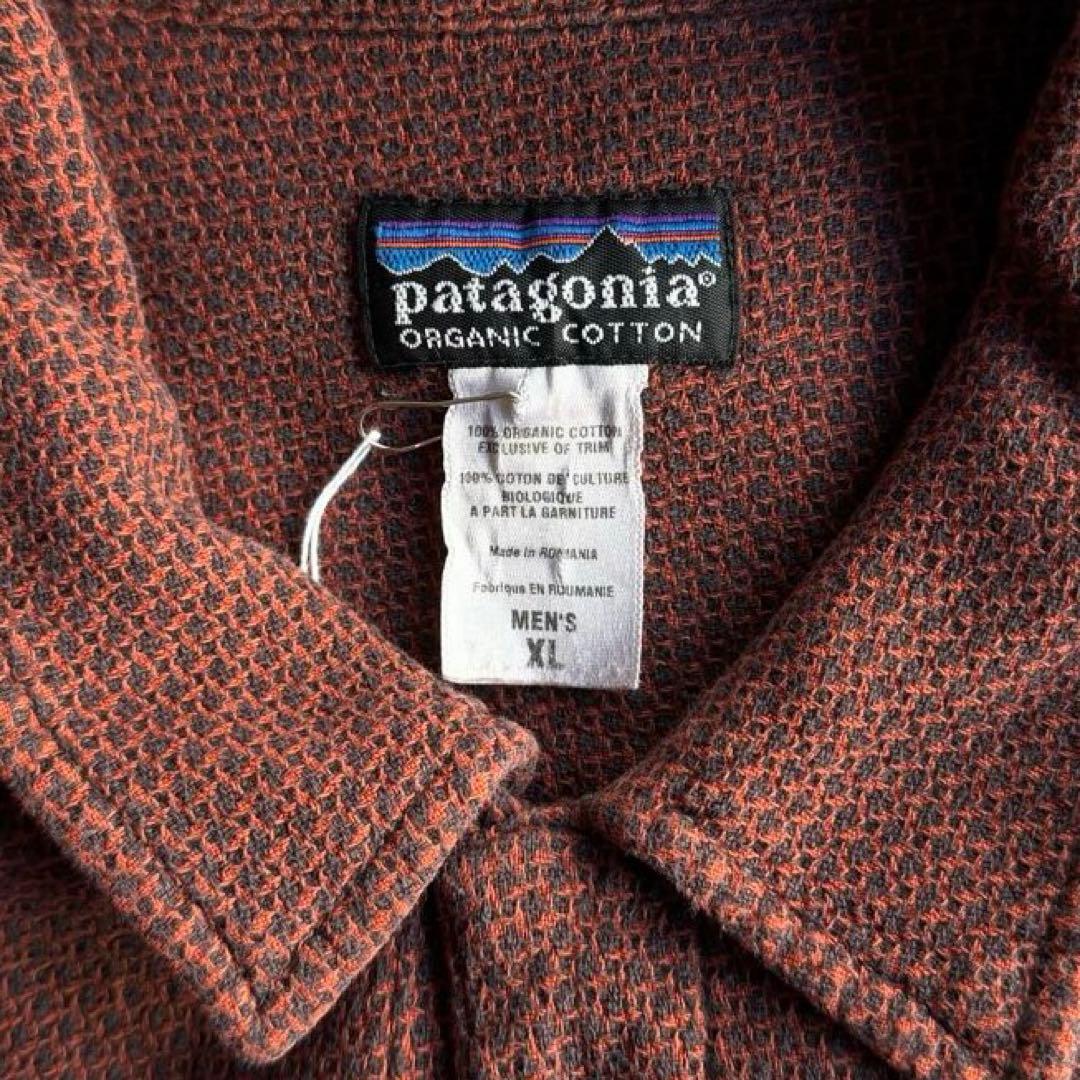 patagonia®
ORGANIC COTTON
100% ORGANIC COTTON
EXCLUSIVE OF TRIM
100% COTON DE CULTURE
BIOLOGIQUE
A PART LA GARNITURE
Made in ROMANIA
Fabrique EN ROUMANIE
MEN'S
XL